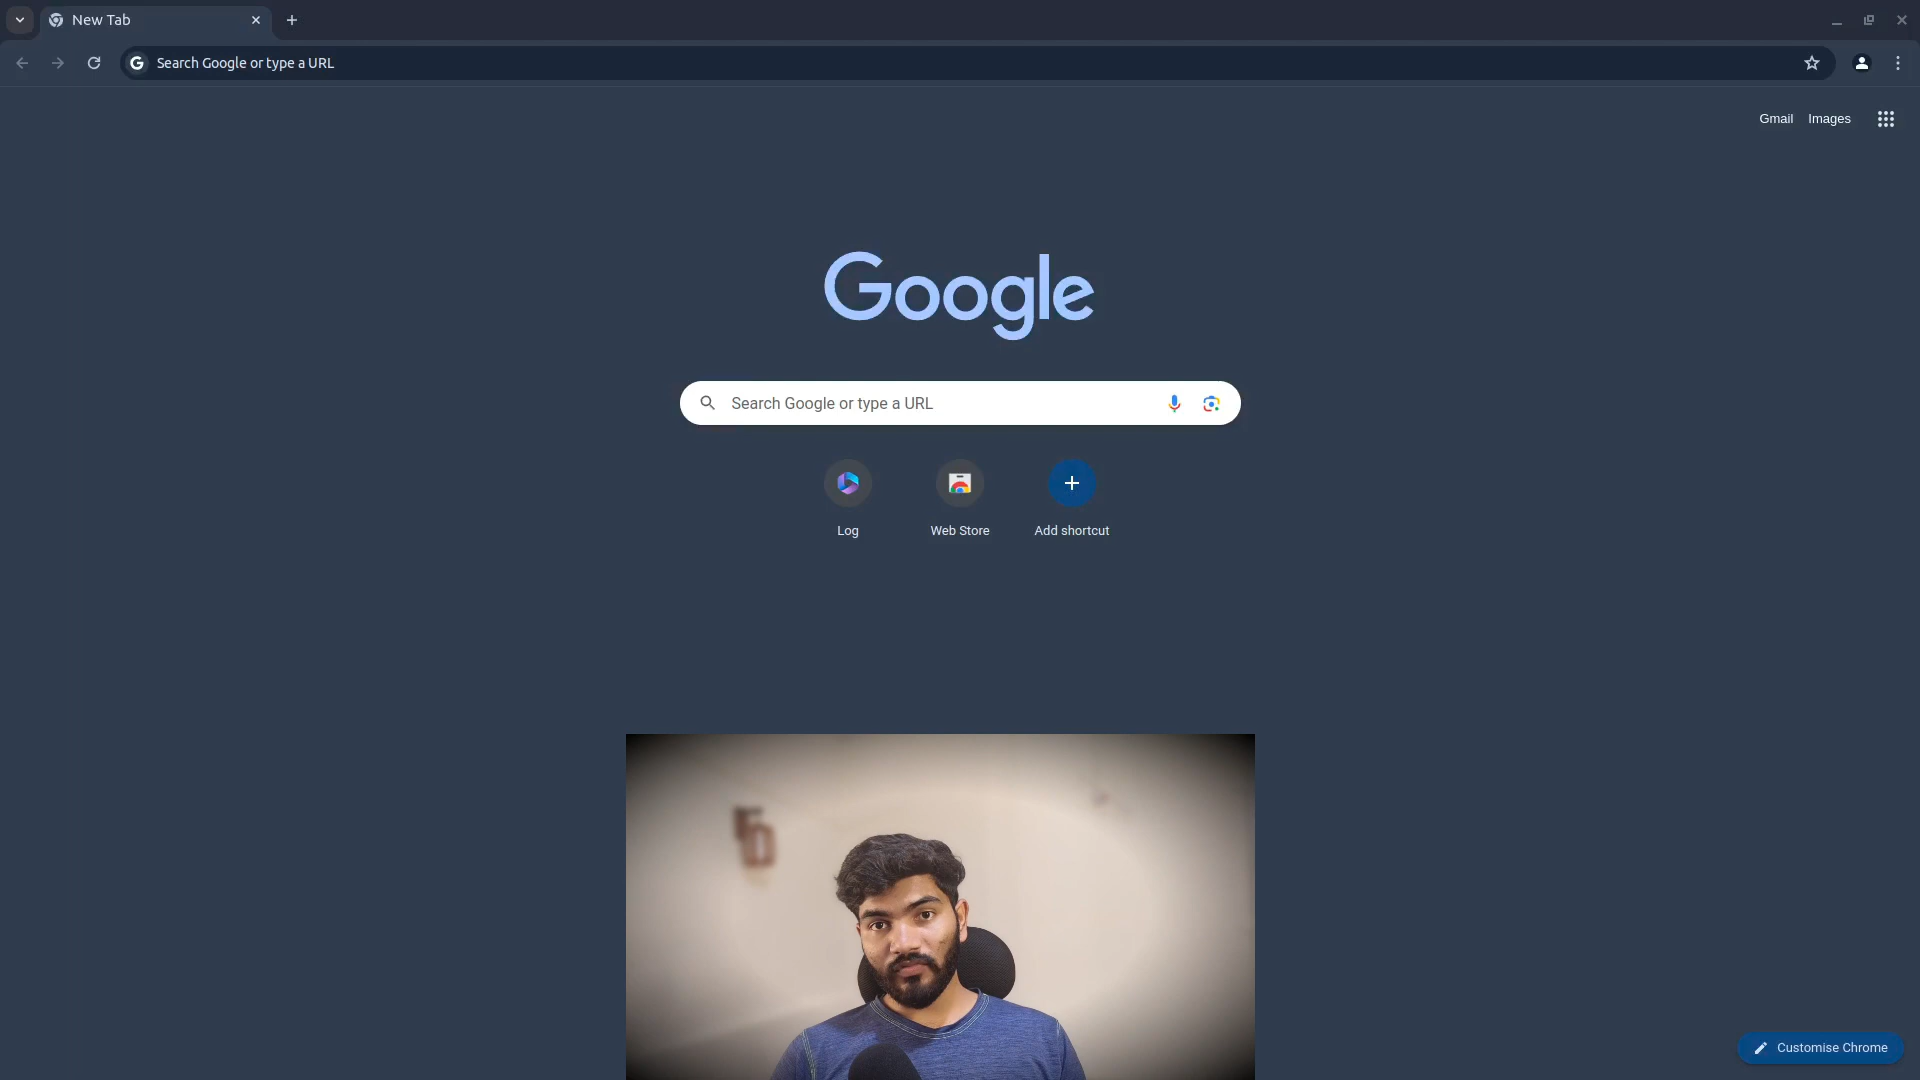 New Tab
Search Google or type a URL
Gmail Images
Google
Search Google or type a URL
Log Web Store Add shortcut
Customise Chrome